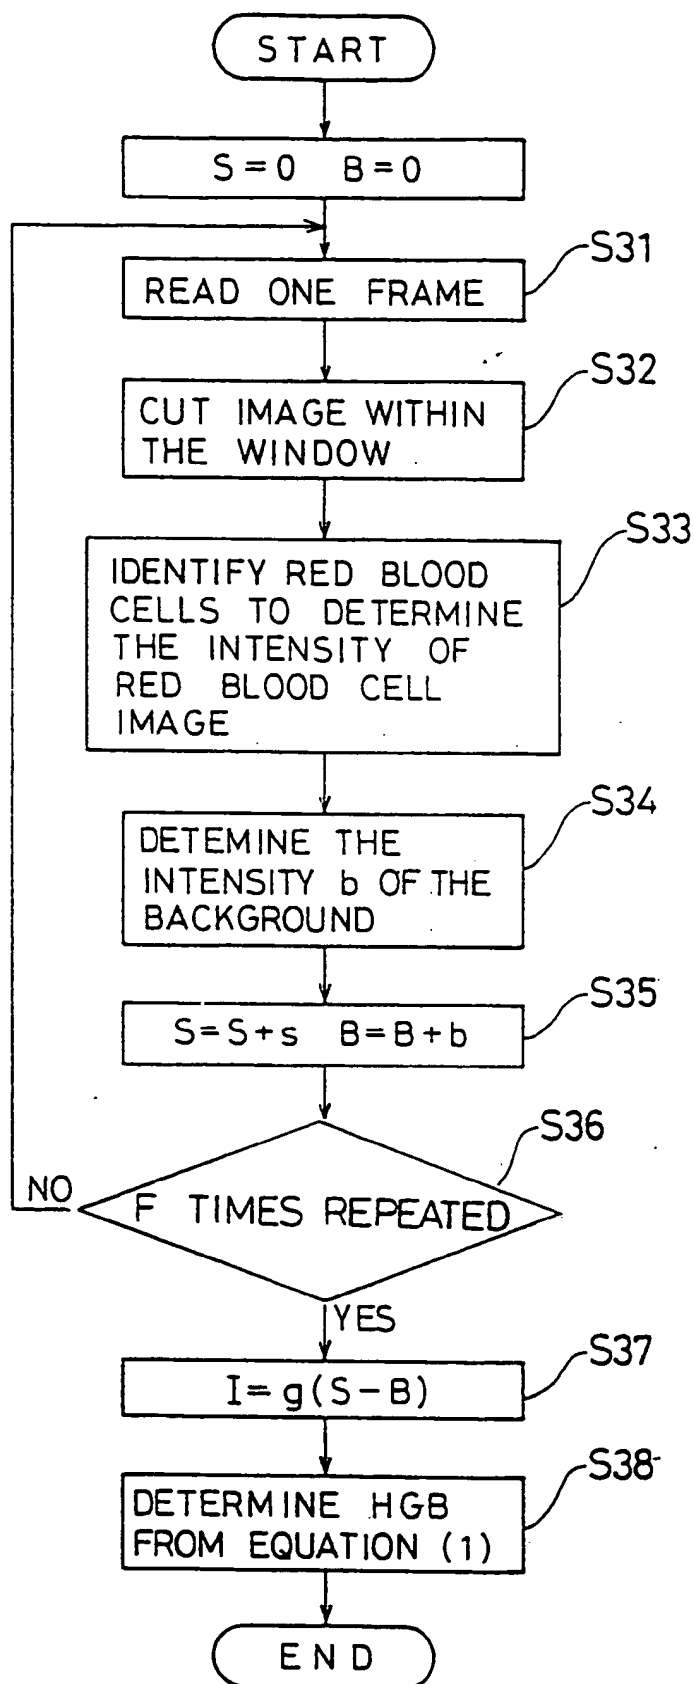 START
S=0 B=0
S31
READ ONE FRAME
S32
CUT IMAGE WITHIN
THE WINDOW
S33
IDENTIFY RED BLOOD
CELLS TO DETERMINE
THE INTENSITY OF
RED BLOOD CELL
IMAGE
S34
DETEMINE THE
INTENSITY b OF THE
BACKGROUND
S35
S=S+s B=B+b
S36
NO
F TIMES REPEATED
YES
S37
I=g(S-B)
S38
DETERMINE HGB
FROM EQUATION (1)
END